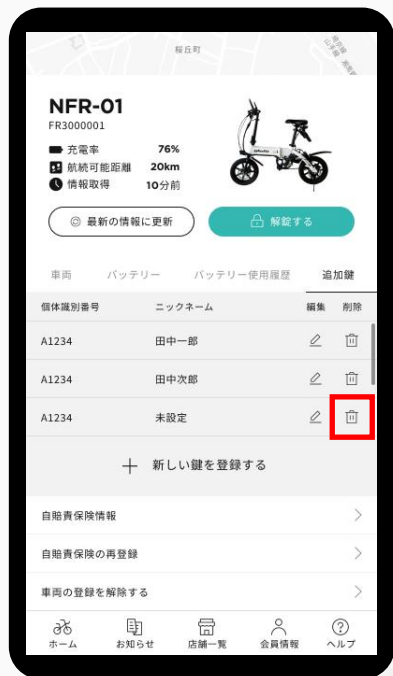 桜丘町
NFR-01
FR3000001
充電率 76%
航続可能距離 20km
情報取得 10分前
最新の情報に更新 解錠する
車両 バッテリー バッテリー使用履歴 追加鍵
個体識別番号 ニックネーム 編集 削除
A1234 田中一郎
A1234 田中次郎
A1234 未設定
新しい鍵を登録する
自賠責保険情報
自賠責保険の再登録
車両の登録を解除する
ホーム お知らせ 店舗一覧 会員情報 ヘルプ